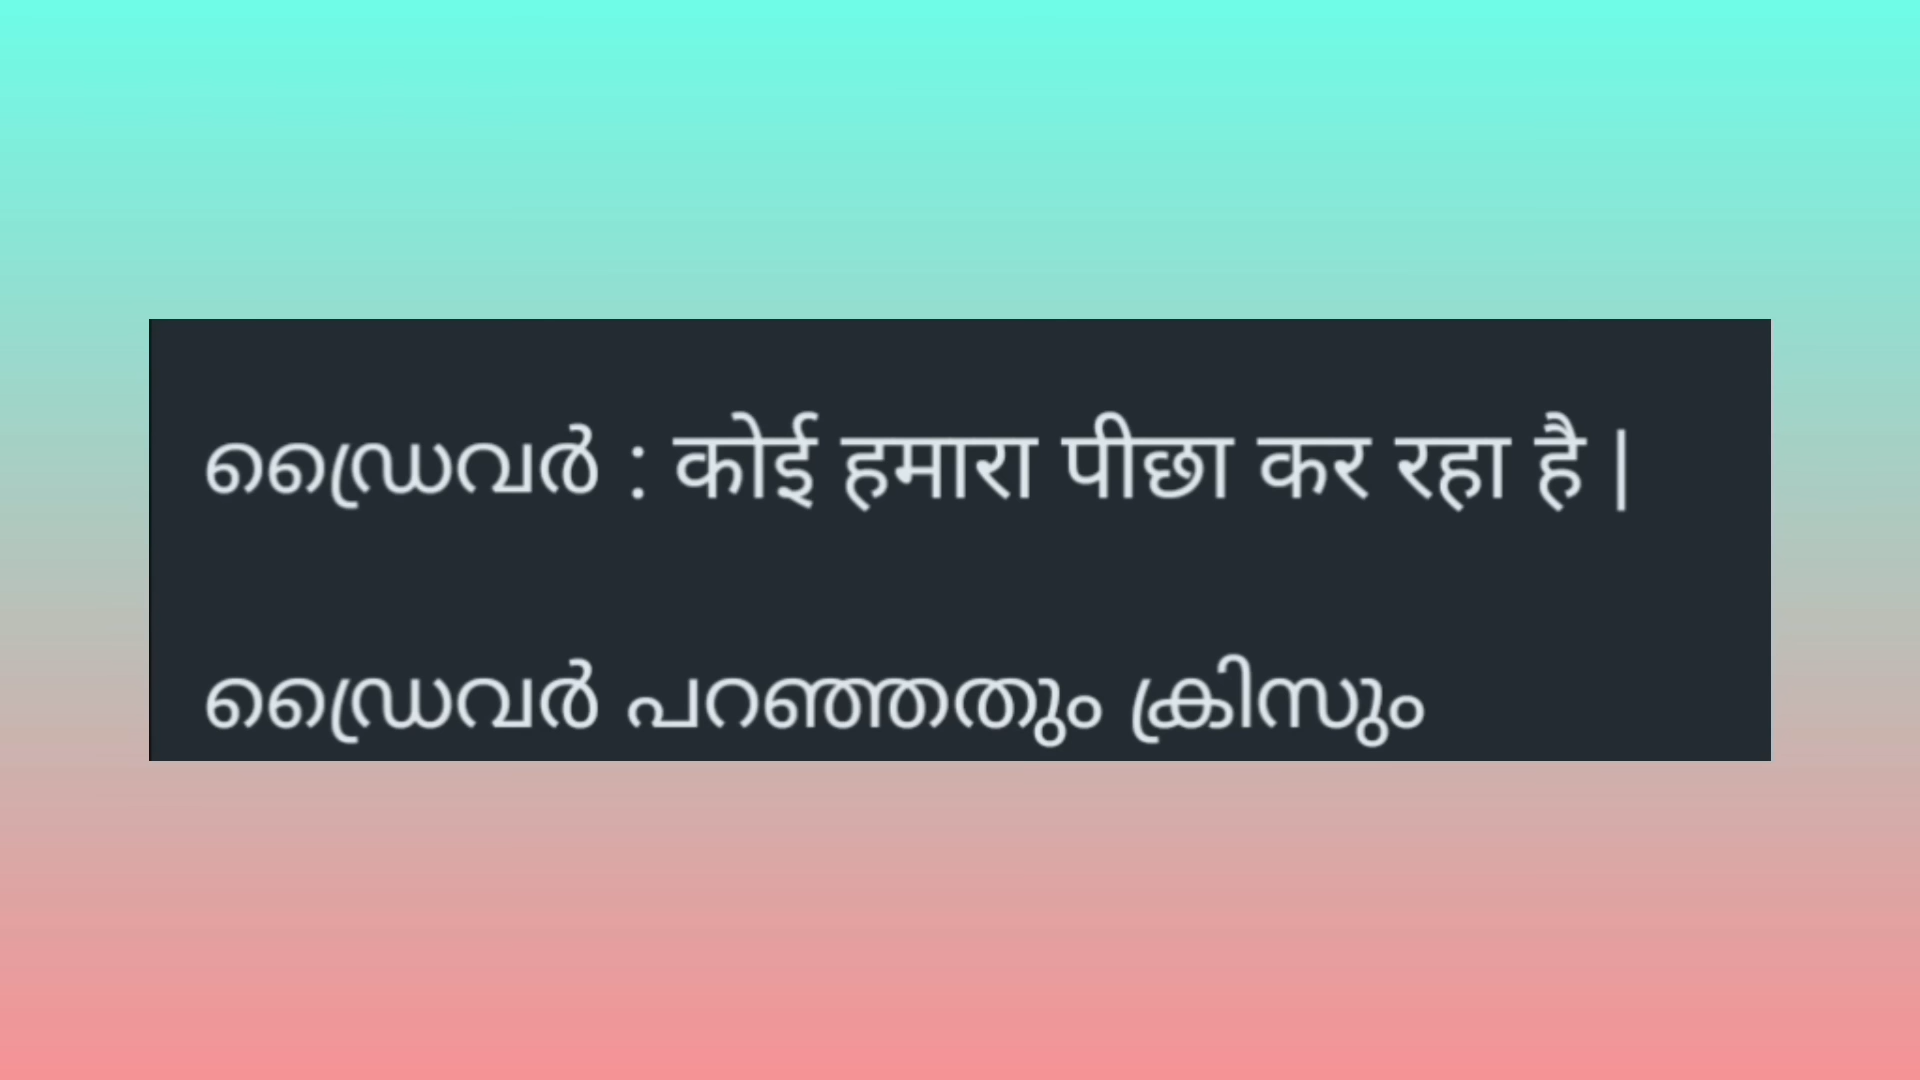 ഡ്രൈവർ : कोई हमारा पीछा कर रहा है |
ഡ്രൈവർ പറഞ്ഞതും ക്രിസും